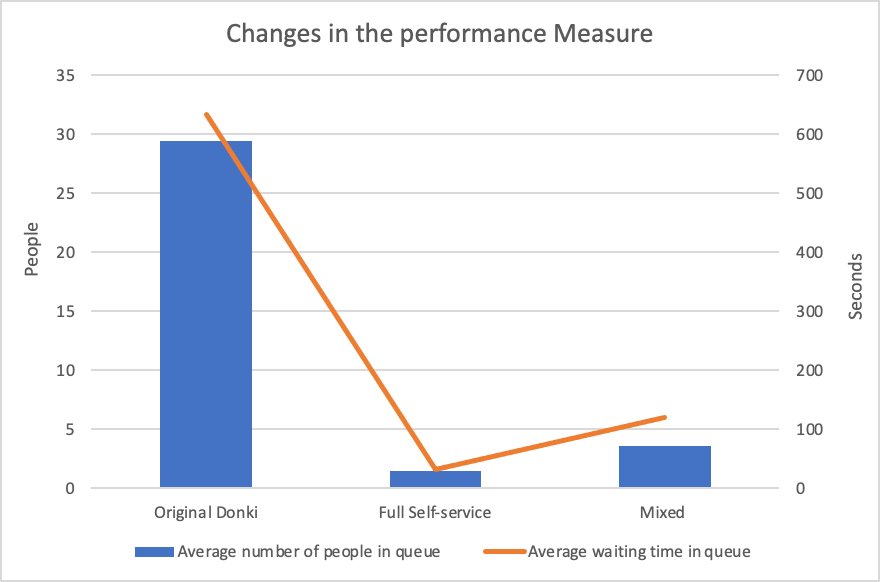 Changes in the performance Measure
35
30
25
20
15
10
5
0
People
700
600
500
400
300
200
100
0
Seconds
Original Donki
Full Self-service
Mixed
Average number of people in queue
Average waiting time in queue